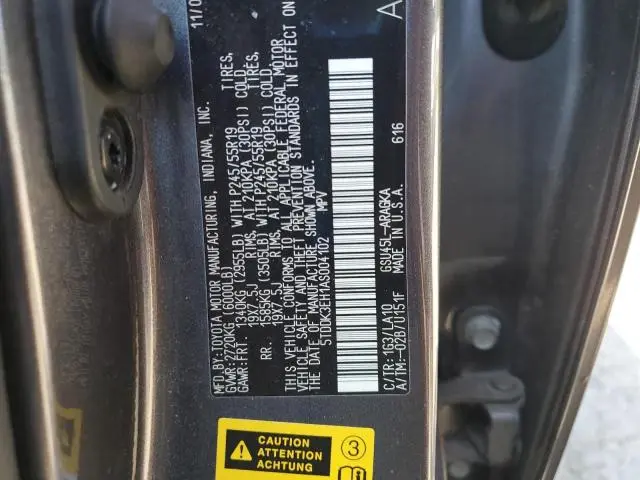 MFD.BY:TOYOTA MOTOR MANUFACTURING, INDIANA, INC. 11/0
GVWR:2720KG (6000LB)
GAWR:FRT. 1340KG (2955LB) WITH P245/55R19 TIRES,
19X7.5J RIMS, AT 210KPA (30PSI) COLD
RR. 1585KG (3505LB) WITH P245/55R19 TIRES,
19X7.5J RIMS, AT 210KPA (30PSI) COLD
THIS VEHICLE CONFORMS TO ALL APPLICABLE FEDERAL MOTOR
VEHICLE SAFETY AND THEFT PREVENTION STANDARDS IN EFFECT ON
THE DATE OF MANUFACTURE SHOWN ABOVE.
5TDDK3EH1AS004102 MPV
A
C/TR:1G3/LA10 GSU45L-ARAGKA
A/TM:-02B/U151F MADE IN U.S.A. 616
CAUTION
ATTENTION
ACHTUNG
3